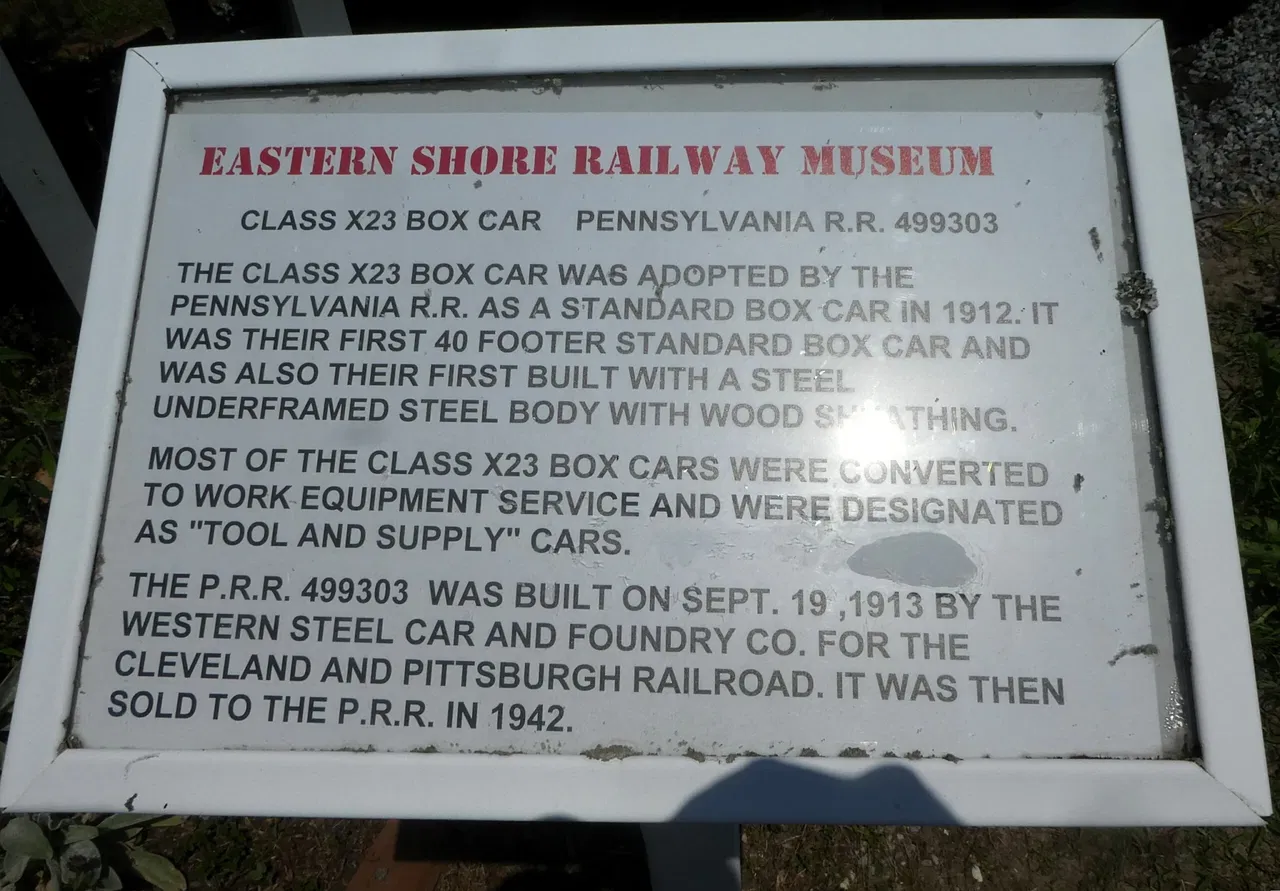 EASTERN SHORE RAILWAY MUSEUM
CLASS X23 BOX CAR PENNSYLVANIA R.R. 499303
THE CLASS X23 BOX CAR WAS ADOPTED BY THE
PENNSYLVANIA R.R. AS A STANDARD BOX CAR IN 1912. IT
WAS THEIR FIRST 40 FOOTER STANDARD BOX CAR AND
WAS ALSO THEIR FIRST BUILT WITH A STEEL
UNDERFRAMED STEEL BODY WITH WOOD SHEATHING.
MOST OF THE CLASS X23 BOX CARS WERE CONVERTED
TO WORK EQUIPMENT SERVICE AND WERE DESIGNATED
AS "TOOL AND SUPPLY" CARS.
THE P.R.R. 499303 WAS BUILT ON SEPT. 19 ,1913 BY THE
WESTERN STEEL CAR AND FOUNDRY CO. FOR THE
CLEVELAND AND PITTSBURGH RAILROAD. IT WAS THEN
SOLD TO THE P.R.R. IN 1942.